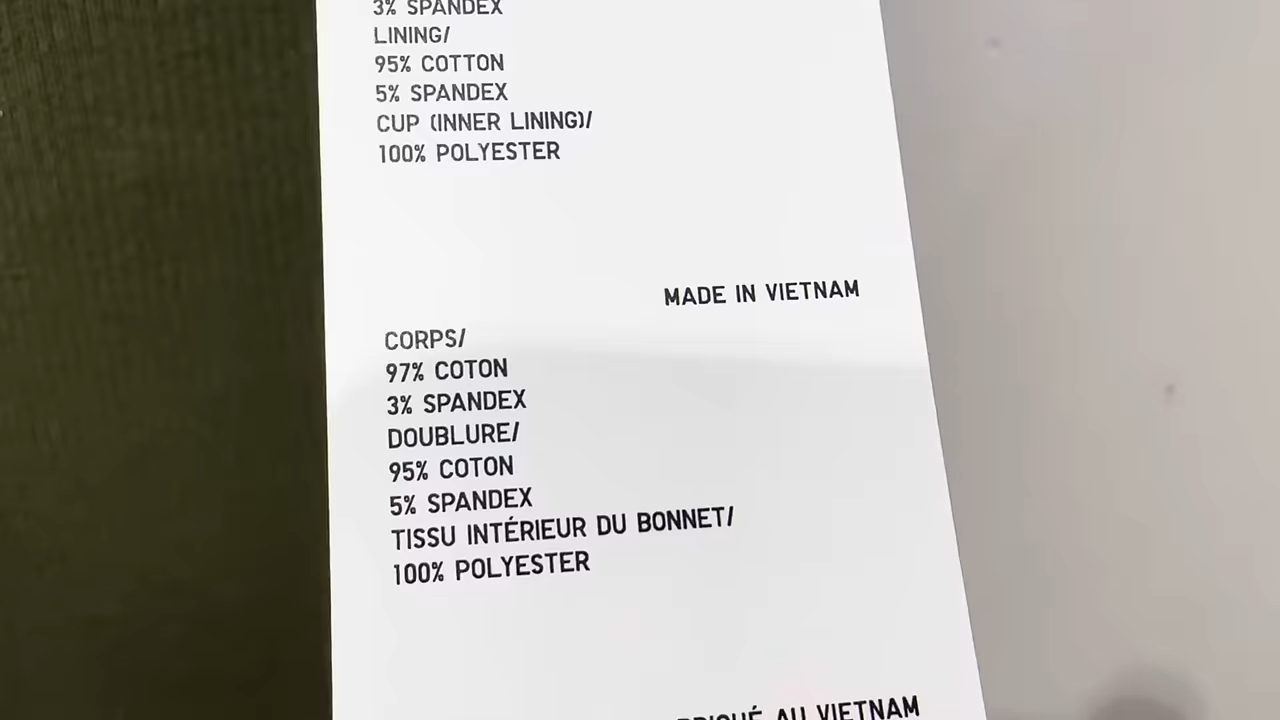 3% SPANDEX
LINING/
95% COTTON
5% SPANDEX
CUP (INNER LINING)/
100% POLYESTER
MADE IN VIETNAM
CORPS/
97% COTON
3% SPANDEX
DOUBLURE/
95% COTON
5% SPANDEX
TISSU INTÉRIEUR DU BONNET/
100% POLYESTER
AU VIETNAM